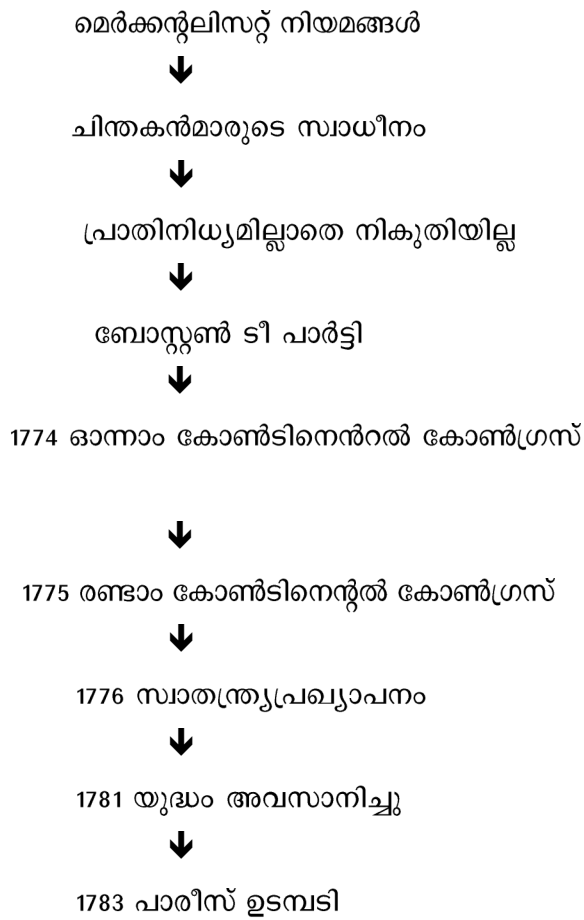 മെർക്കന്റലിസറ്റ് നിയമങ്ങൾ
ചിന്തകൻമാരുടെ സ്വാധീനം
പ്രാതിനിധ്യമില്ലാതെ നികുതിയില്ല
ബോസ്റ്റൺ ടീ പാർട്ടി
1774 ഓന്നാം കോൺടിനെൻറൽ കോൺഗ്രസ്
1775 രണ്ടാം കോൺടിനെന്റൽ കോൺഗ്രസ്
1776 സ്വാതന്ത്ര്യപ്രഖ്യാപനം
1781 യുദ്ധം അവസാനിച്ചു
1783 പാരീസ് ഉടമ്പടി